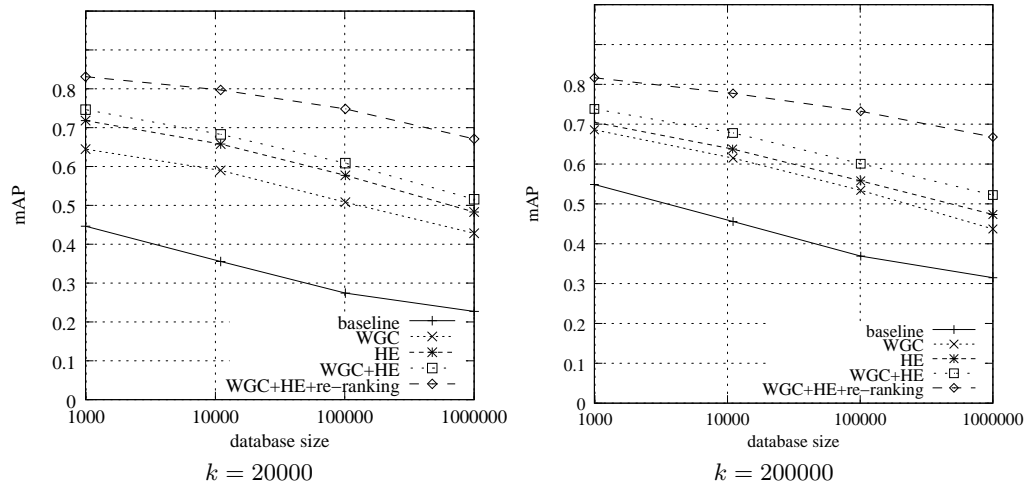 0.8
0.7
0.6
0.5
0.4
0.3
0.2
0.1
0
mAP
1000
10000
100000
1000000
database size
baseline
WGC
HE
WGC+HE
WGC+HE+re−ranking
k = 20000
0.8
0.7
0.6
0.5
0.4
0.3
0.2
0.1
0
mAP
1000
10000
100000
1000000
database size
baseline
WGC
HE
WGC+HE
WGC+HE+re−ranking
k = 200000